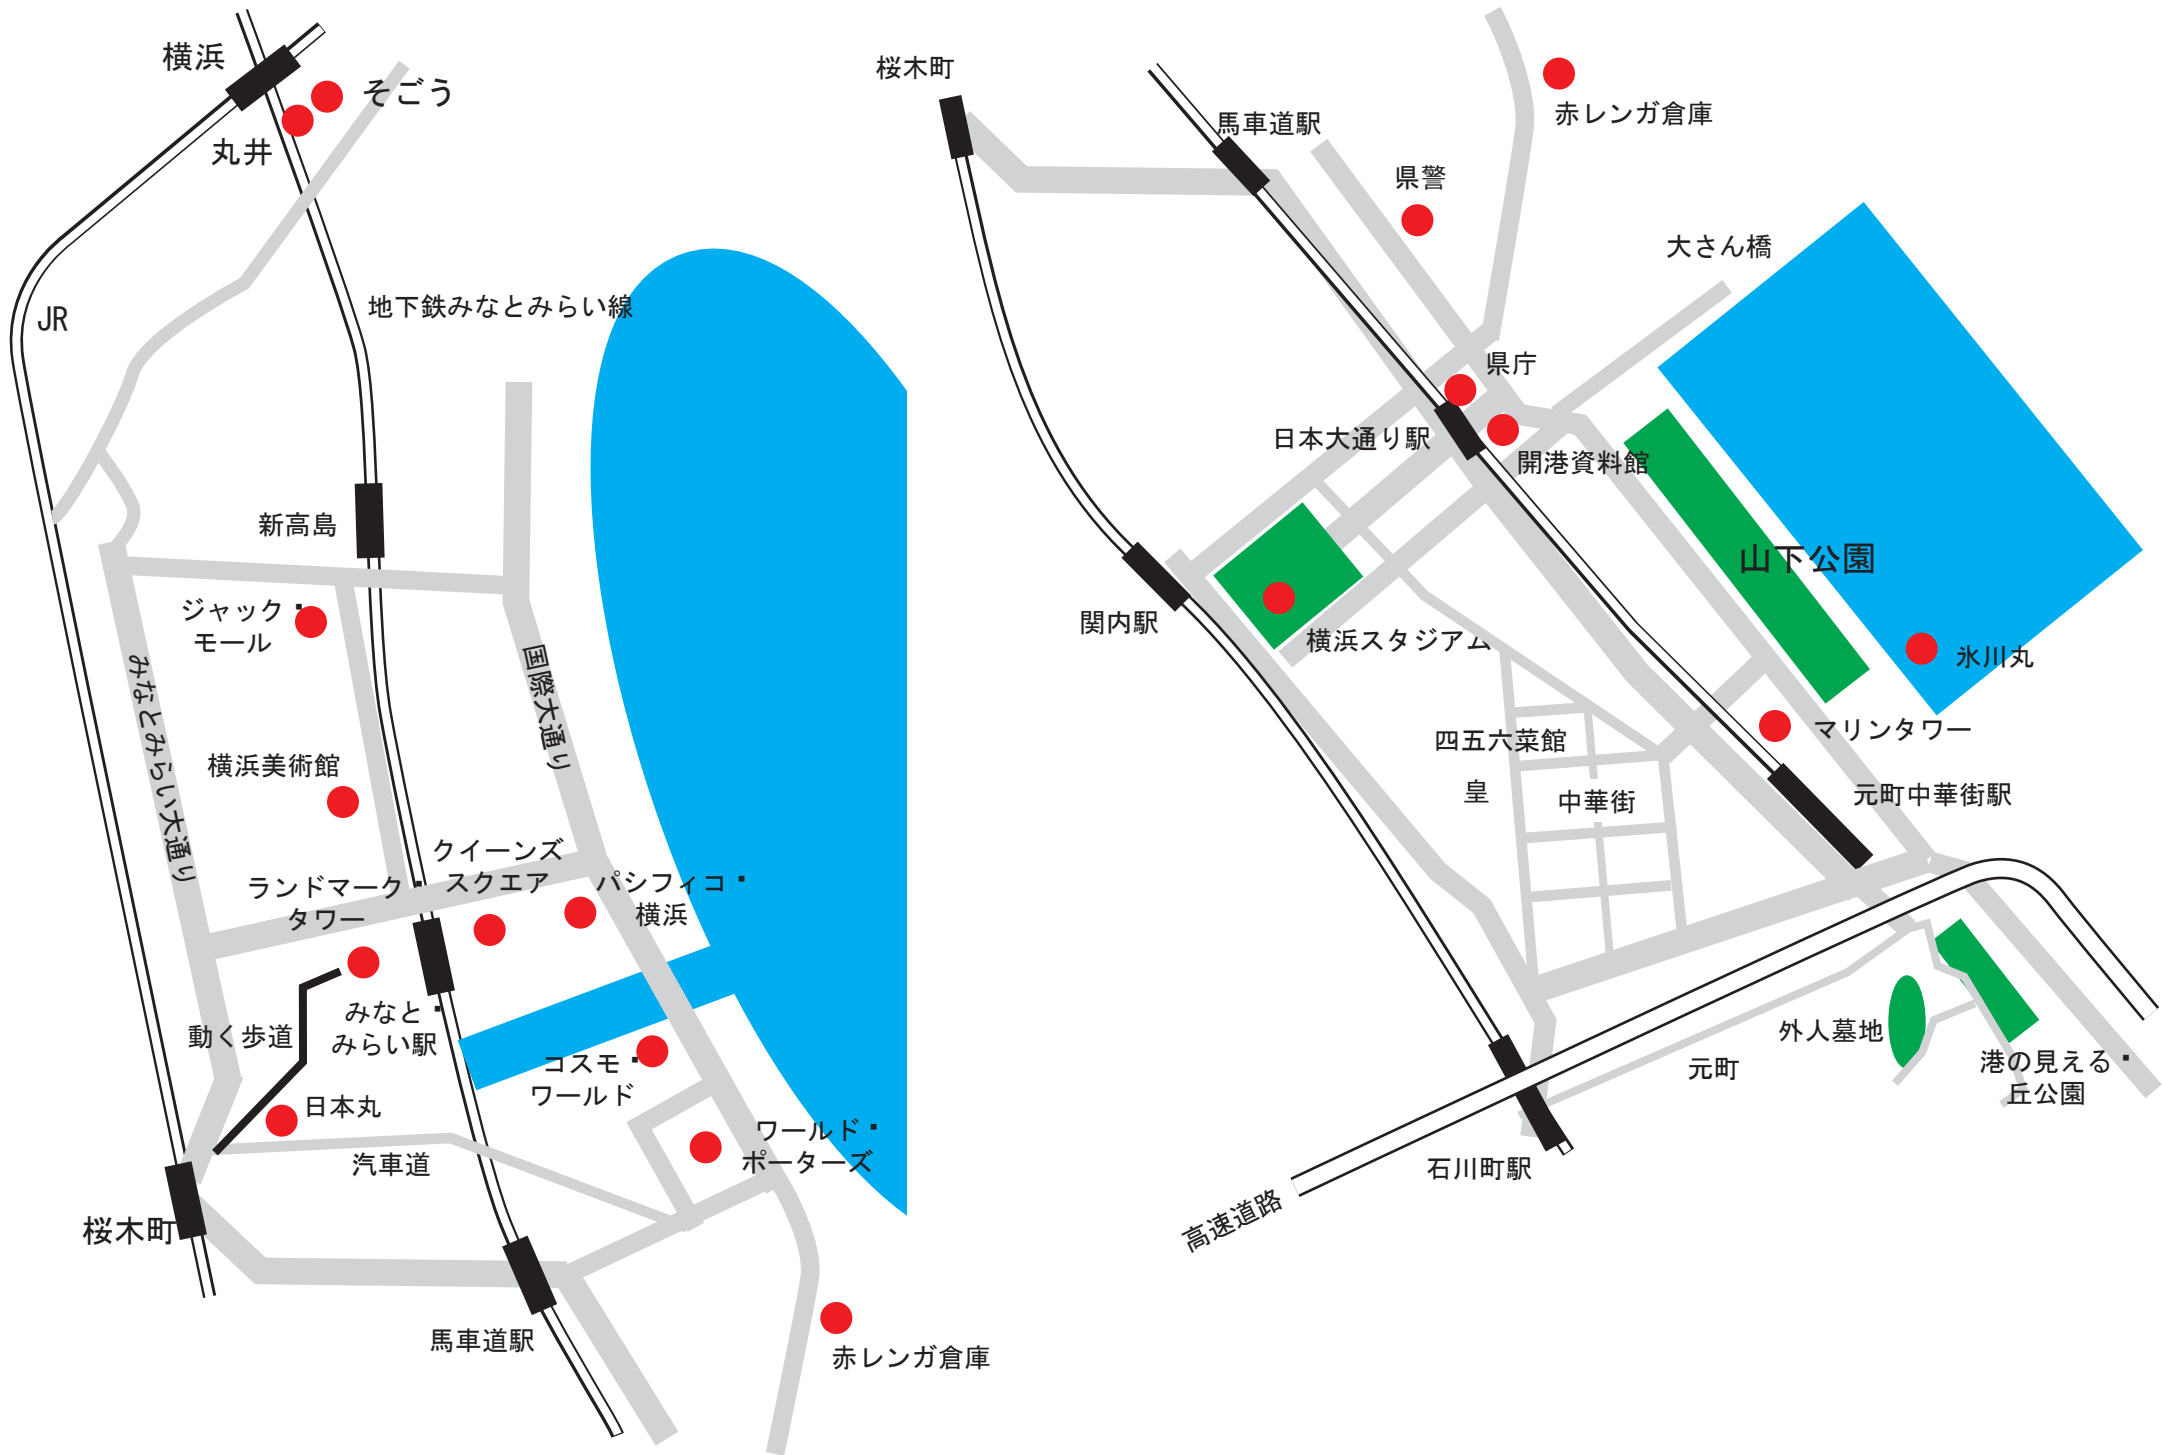 横浜
そごう
丸井
JR
地下鉄みなとみらい線
新高島
ジャック
モール
みなとみらい大通り
国際大通り
横浜美術館
クイーンズ
スクエア
ランドマーク
タワー
パシフィコ
横浜
みなと
みらい駅
動く歩道
コスモ
ワールド
日本丸
汽車道
ワールド
ポーターズ
桜木町
馬車道駅
赤レンガ倉庫
桜木町
馬車道駅
赤レンガ倉庫
県警
大さん橋
県庁
日本大通り駅
開港資料館
山下公園
関内駅
横浜スタジアム
氷川丸
マリンタワー
四五六菜館
皇
中華街
元町中華街駅
外人墓地
元町
港の見える
丘公園
石川町駅
高速道路